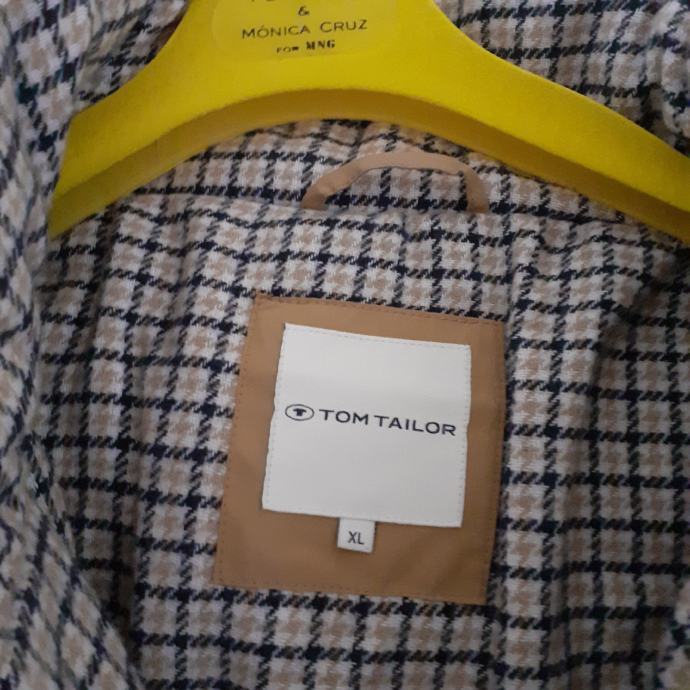 &
MÓNICA CRUZ
FOR MNG
TOM TAILOR
XL